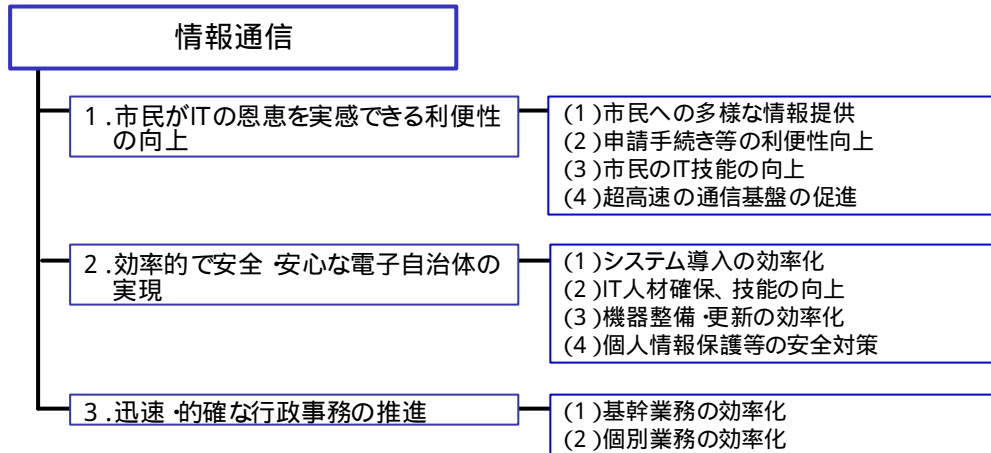 情報通信
1.市民がITの恩恵を実感できる利便性
の向上
(1)市民への多様な情報提供
(2)申請手続き等の利便性向上
(3)市民のIT技能の向上
(4)超高速の通信基盤の促進
2.効率的で安全・安心な電子自治体の
実現
(1)システム導入の効率化
(2)IT人材確保、技能の向上
(3)機器整備・更新の効率化
(4)個人情報保護等の安全対策
3.迅速・的確な行政事務の推進
(1)基幹業務の効率化
(2)個別業務の効率化